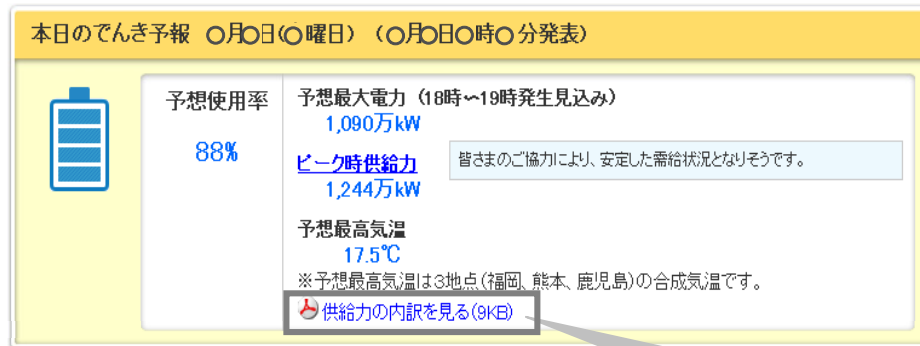 本日のでんき予報 ○月○日(○曜日) (○月○日○時○分発表)
予想使用率
88%
予想最大電力 (18時~19時発生見込み)
1,090万kW
ピーク時供給力
1,244万kW
皆さまのご協力により、安定した需給状況となりそうです。
予想最高気温
17.5℃
※予想最高気温は3地点(福岡、熊本、鹿児島)の合成気温です。
供給力の内訳を見る(9KB)